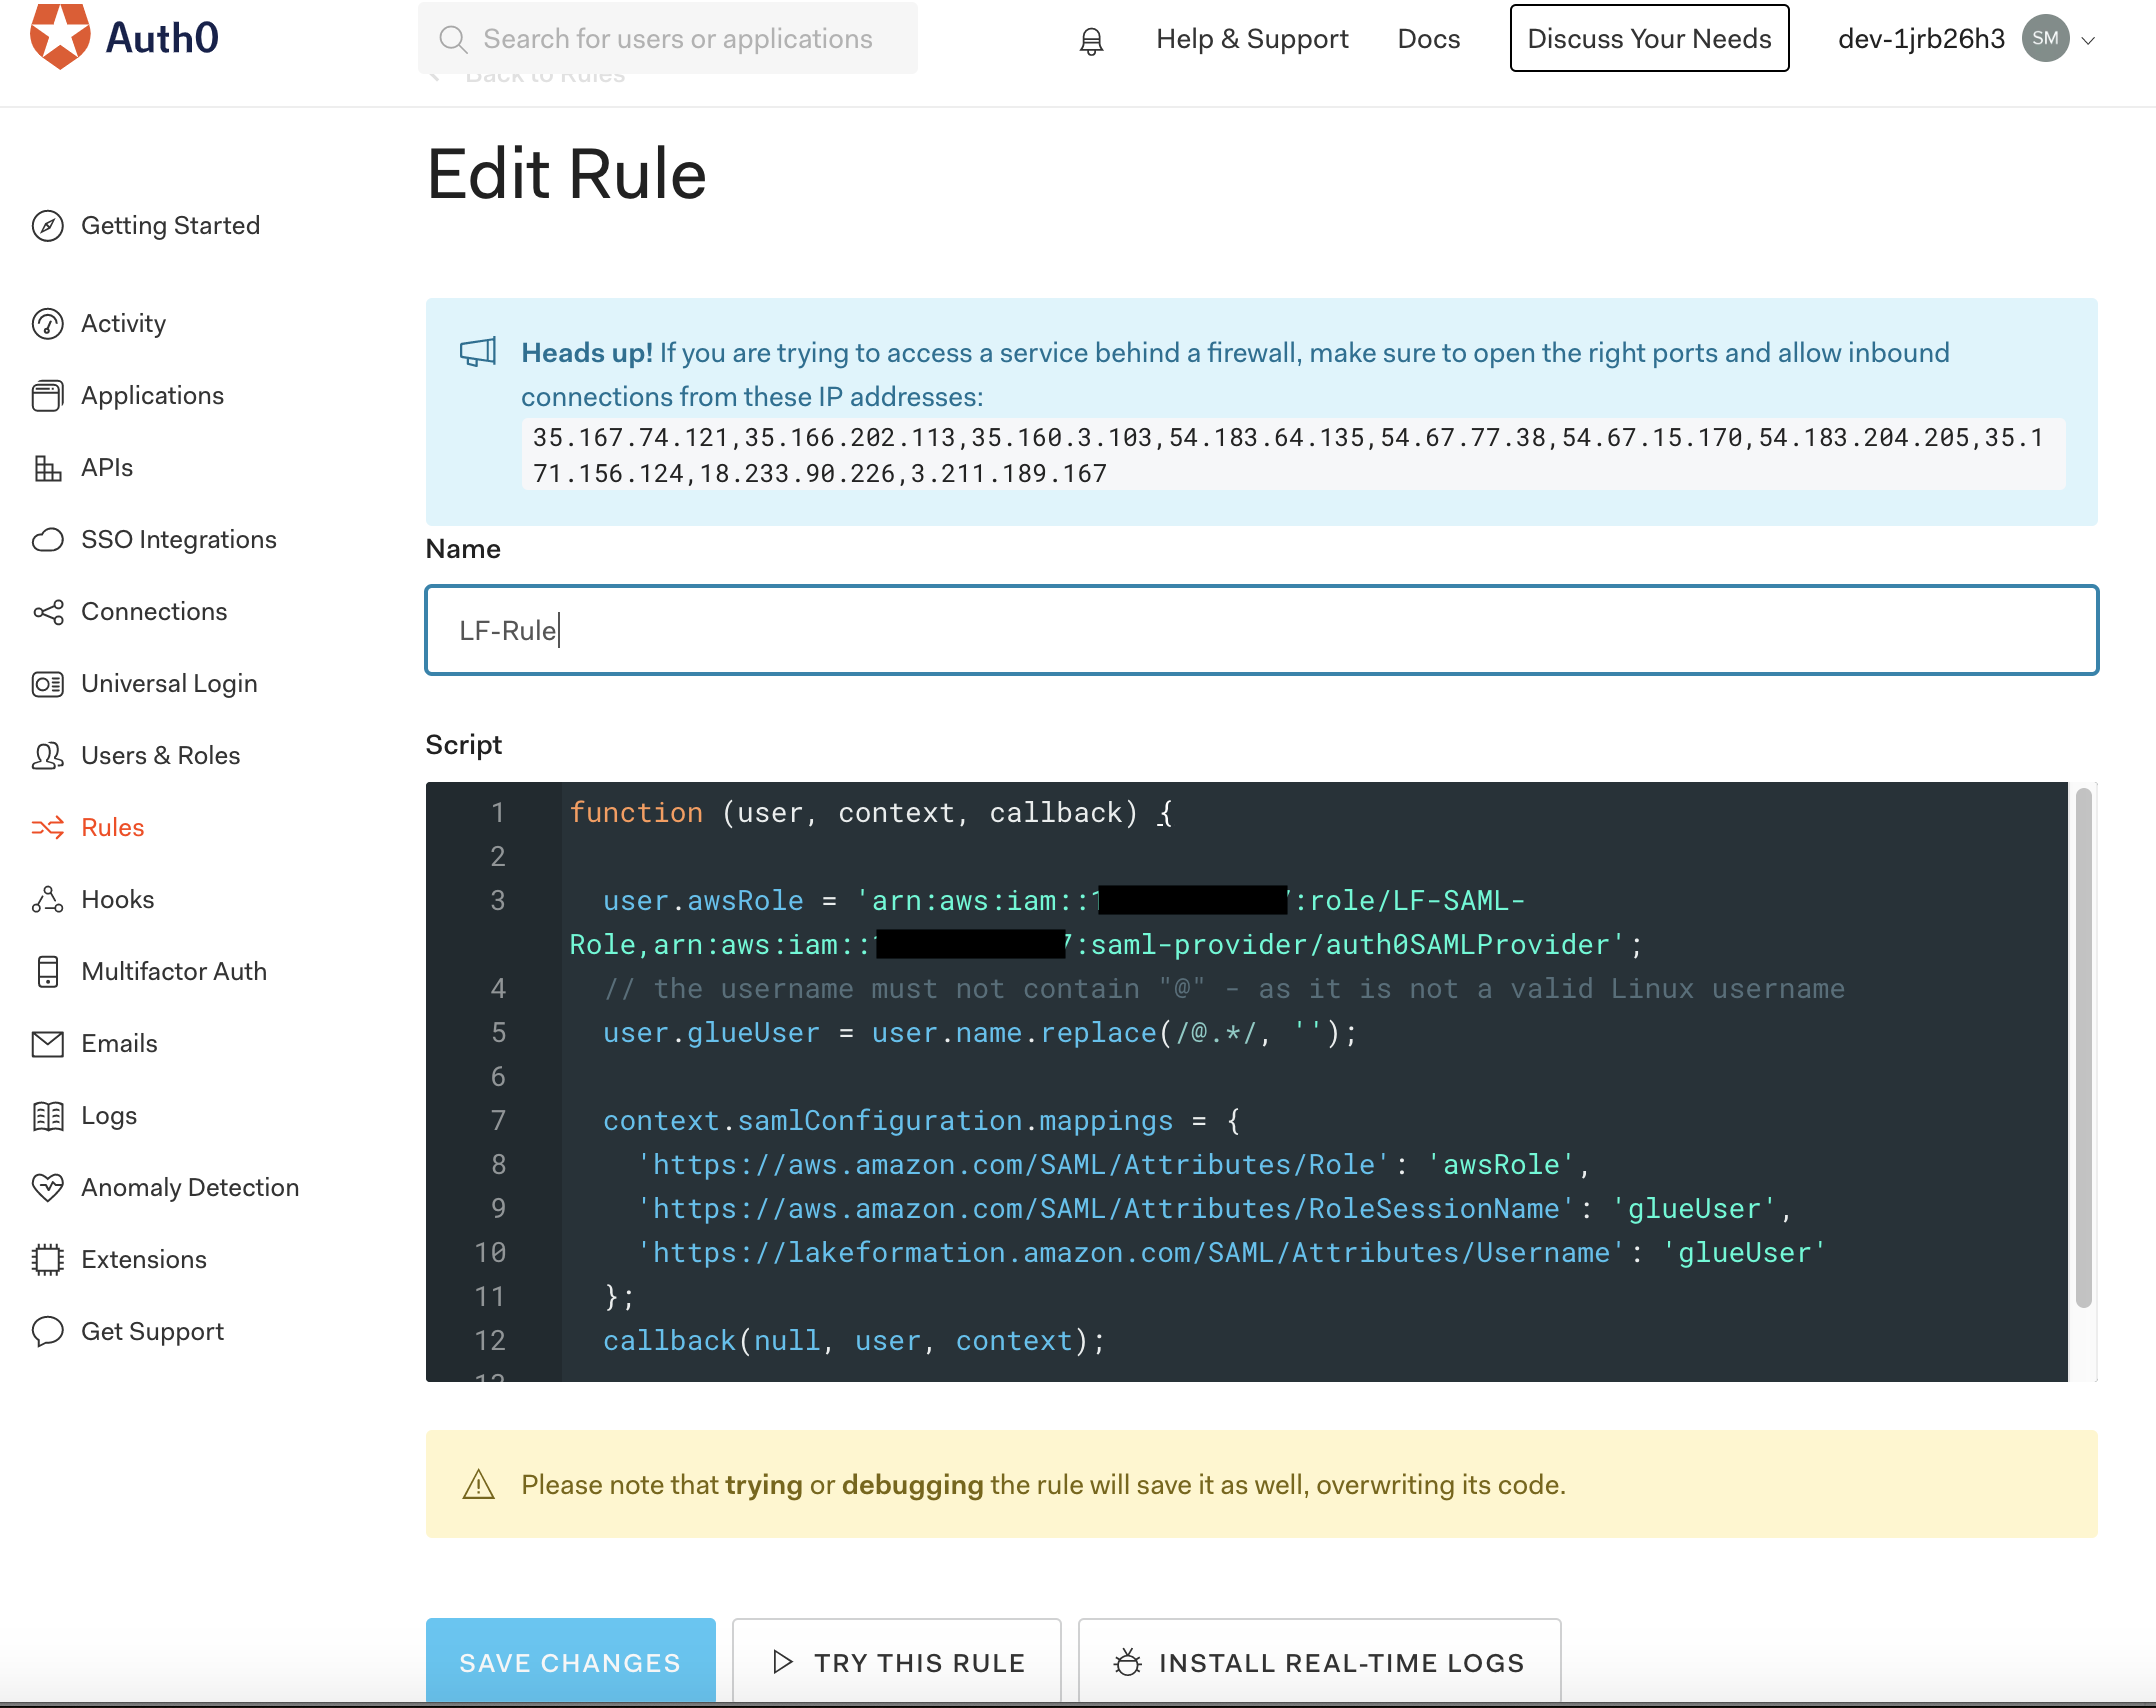 Auth0
Search for users or applications
Help & Support
Docs
Discuss Your Needs
dev-1jrb26h3
SM
Back to Rules
Edit Rule
Getting Started
Activity
Applications
APIs
SSO Integrations
Connections
Universal Login
Users & Roles
Rules
Hooks
Multifactor Auth
Emails
Logs
Anomaly Detection
Extensions
Get Support
Heads up! If you are trying to access a service behind a firewall, make sure to open the right ports and allow inbound
connections from these IP addresses:
35.167.74.121,35.166.202.113,35.160.3.103,54.183.64.135,54.67.77.38,54.67.15.170,54.183.204.205,35.1
71.156.124,18.233.90.226,3.211.189.167
Name
LF-Rule
Script
1 function (user, context, callback) {
2
3 user.awsRole = 'arn:aws:iam:: :role/LF-SAML-
Role,arn:aws:iam:: :saml-provider/auth0SAMLProvider';
4 // the username must not contain "@" - as it is not a valid Linux username
5 user.glueUser = user.name.replace(/@.*/, '');
6
7 context.samlConfiguration.mappings = {
8 'https://aws.amazon.com/SAML/Attributes/Role': 'awsRole',
9 'https://aws.amazon.com/SAML/Attributes/RoleSessionName': 'glueUser',
10 'https://lakeformation.amazon.com/SAML/Attributes/Username': 'glueUser'
11 };
12 callback(null, user, context);
Please note that trying or debugging the rule will save it as well, overwriting its code.
SAVE CHANGES
TRY THIS RULE
INSTALL REAL-TIME LOGS